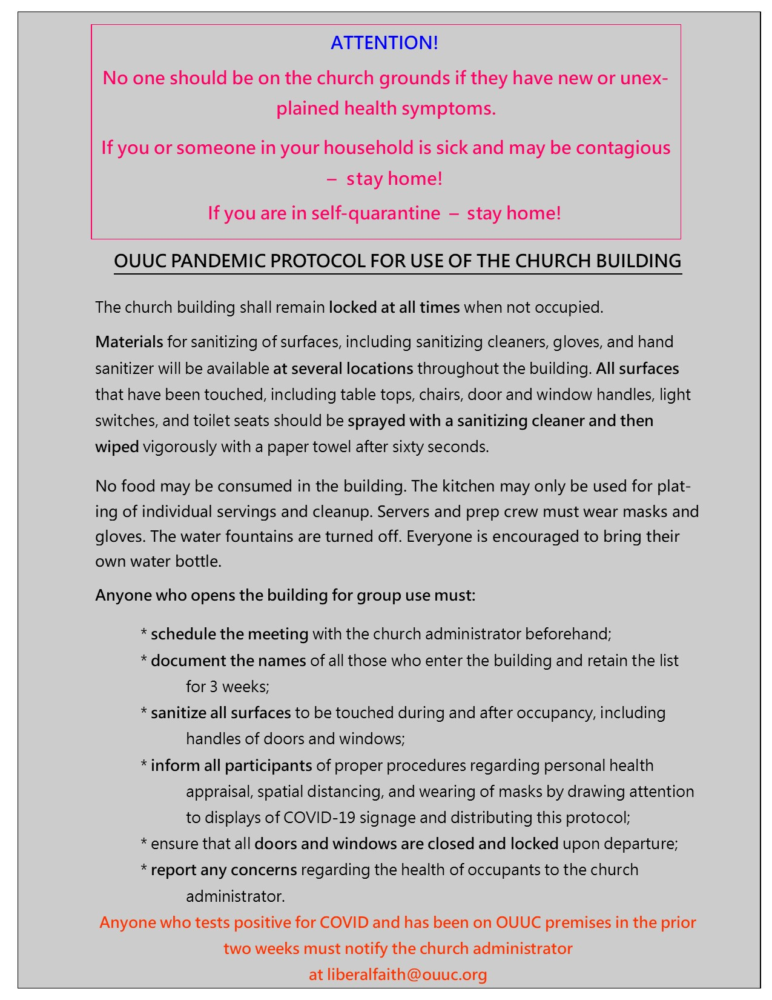 ATTENTION!
No one should be on the church grounds if they have new or unex-
plained health symptoms.
If you or someone in your household is sick and may be contagious
– stay home!
If you are in self-quarantine – stay home!
OUUC PANDEMIC PROTOCOL FOR USE OF THE CHURCH BUILDING
The church building shall remain locked at all times when not occupied.
Materials for sanitizing of surfaces, including sanitizing cleaners, gloves, and hand
sanitizer will be available at several locations throughout the building. All surfaces
that have been touched, including table tops, chairs, door and window handles, light
switches, and toilet seats should be sprayed with a sanitizing cleaner and then
wiped vigorously with a paper towel after sixty seconds.
No food may be consumed in the building. The kitchen may only be used for plat-
ing of individual servings and cleanup. Servers and prep crew must wear masks and
gloves. The water fountains are turned off. Everyone is encouraged to bring their
own water bottle.
Anyone who opens the building for group use must:
* schedule the meeting with the church administrator beforehand;
* document the names of all those who enter the building and retain the list
for 3 weeks;
* sanitize all surfaces to be touched during and after occupancy, including
handles of doors and windows;
* inform all participants of proper procedures regarding personal health
appraisal, spatial distancing, and wearing of masks by drawing attention
to displays of COVID-19 signage and distributing this protocol;
* ensure that all doors and windows are closed and locked upon departure;
* report any concerns regarding the health of occupants to the church
administrator.
Anyone who tests positive for COVID and has been on OUUC premises in the prior
two weeks must notify the church administrator
at liberalfaith@ouuc.org